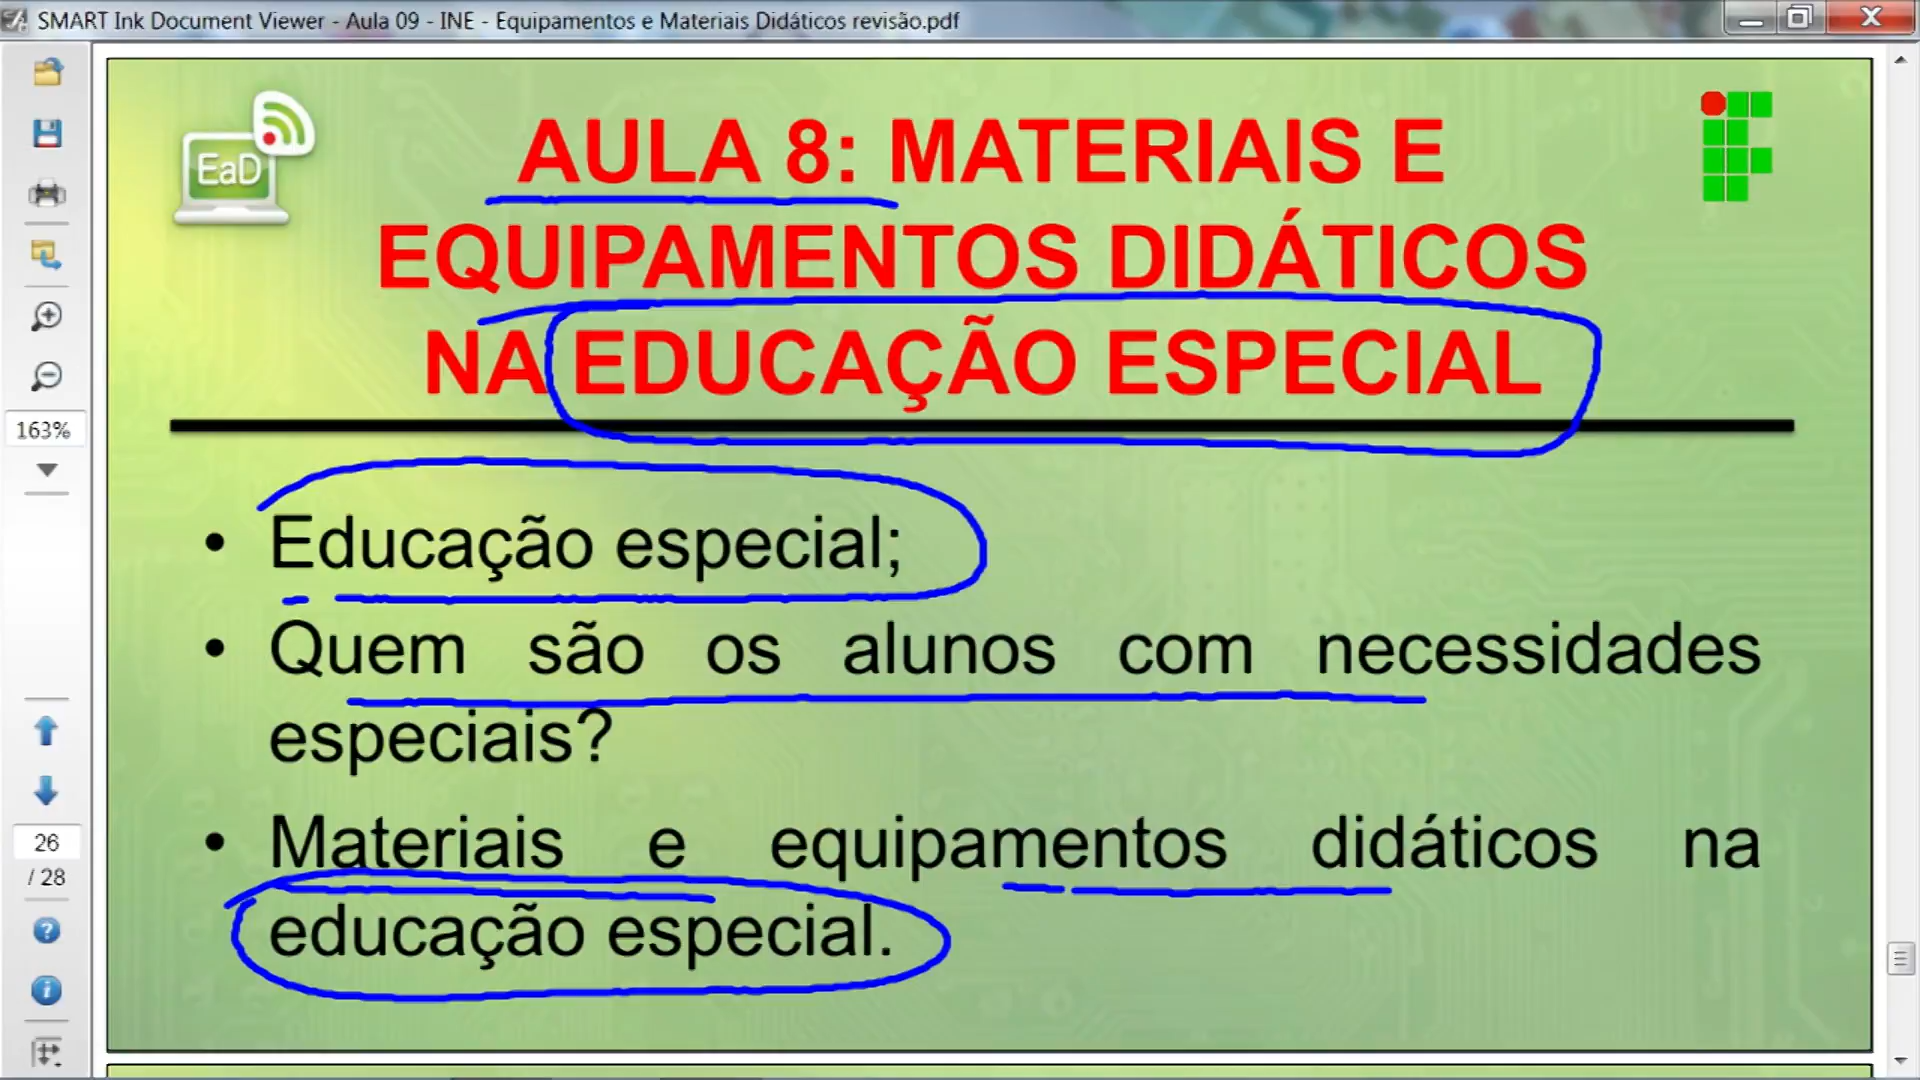 SMART Ink Document Viewer - Aula 09 - INE - Equipamentos e Materiais Didáticos revisão.pdf
EaD
AULA 8: MATERIAIS E
EQUIPAMENTOS DIDÁTICOS
NA EDUCAÇÃO ESPECIAL
• Educação especial;
• Quem são os alunos com necessidades
especiais?
• Materiais e equipamentos didáticos na
educação especial.
163%
26
/ 28